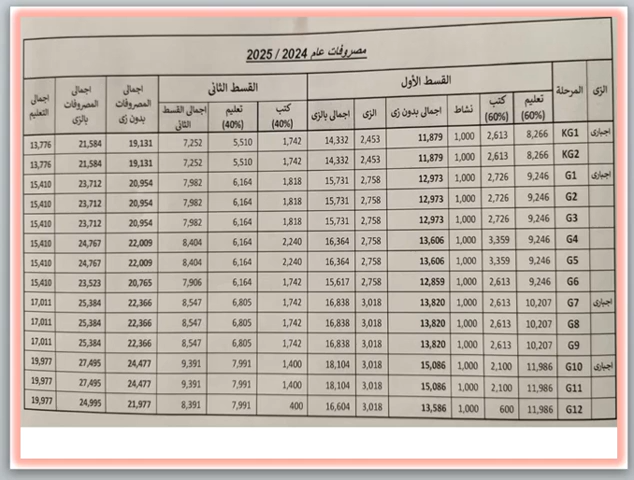 مصروفات عام 2024 / 2025
الزى المرحلة القسط الأول القسط الثانى اجمالى المصروفات بدون زى اجمالى المصروفات بالزى اجمالى التعليم
تعليم (60%) كتب (60%) نشاط اجمالى بدون زى الزى اجمالى بالزى كتب (40%) تعليم (40%) اجمالى القسط الثانى
اجبارى KG1 8,266 2,613 1,000 11,879 2,453 14,332 1,742 5,510 7,252 19,131 21,584 13,776
KG2 8,266 2,613 1,000 11,879 2,453 14,332 1,742 5,510 7,252 19,131 21,584 13,776
اجبارى G1 9,246 2,726 1,000 12,973 2,758 15,731 1,818 6,164 7,982 20,954 23,712 15,410
G2 9,246 2,726 1,000 12,973 2,758 15,731 1,818 6,164 7,982 20,954 23,712 15,410
G3 9,246 2,726 1,000 12,973 2,758 15,731 1,818 6,164 7,982 20,954 23,712 15,410
G4 9,246 3,359 1,000 13,606 2,758 16,364 2,240 6,164 8,404 22,009 24,767 15,410
G5 9,246 3,359 1,000 13,606 2,758 16,364 2,240 6,164 8,404 22,009 24,767 15,410
G6 9,246 2,613 1,000 12,859 2,758 15,617 1,742 6,164 7,906 20,765 23,523 15,410
اجبارى G7 10,207 2,613 1,000 13,820 3,018 16,838 1,742 6,805 8,547 22,366 25,384 17,011
G8 10,207 2,613 1,000 13,820 3,018 16,838 1,742 6,805 8,547 22,366 25,384 17,011
G9 10,207 2,613 1,000 13,820 3,018 16,838 1,742 6,805 8,547 22,366 25,384 17,011
اجبارى G10 11,986 2,100 1,000 15,086 3,018 18,104 1,400 7,991 9,391 24,477 27,495 19,977
G11 11,986 2,100 1,000 15,086 3,018 18,104 1,400 7,991 9,391 24,477 27,495 19,977
G12 11,986 600 1,000 13,586 3,018 16,604 400 7,991 8,391 21,977 24,995 19,977